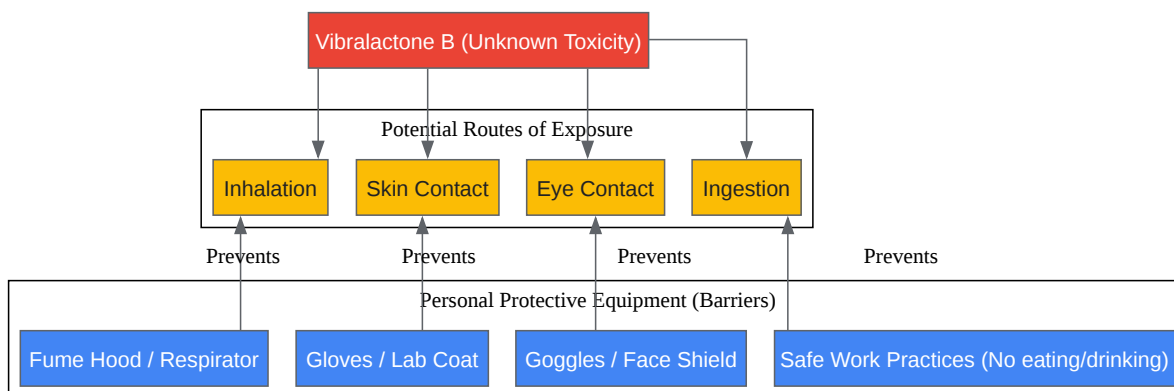 Vibralactone B (Unknown Toxicity)
Potential Routes of Exposure
Inhalation
Skin Contact
Eye Contact
Ingestion
Prevents
Prevents
Prevents
Prevents
Personal Protective Equipment (Barriers)
Fume Hood / Respirator
Gloves / Lab Coat
Goggles / Face Shield
Safe Work Practices (No eating/drinking)